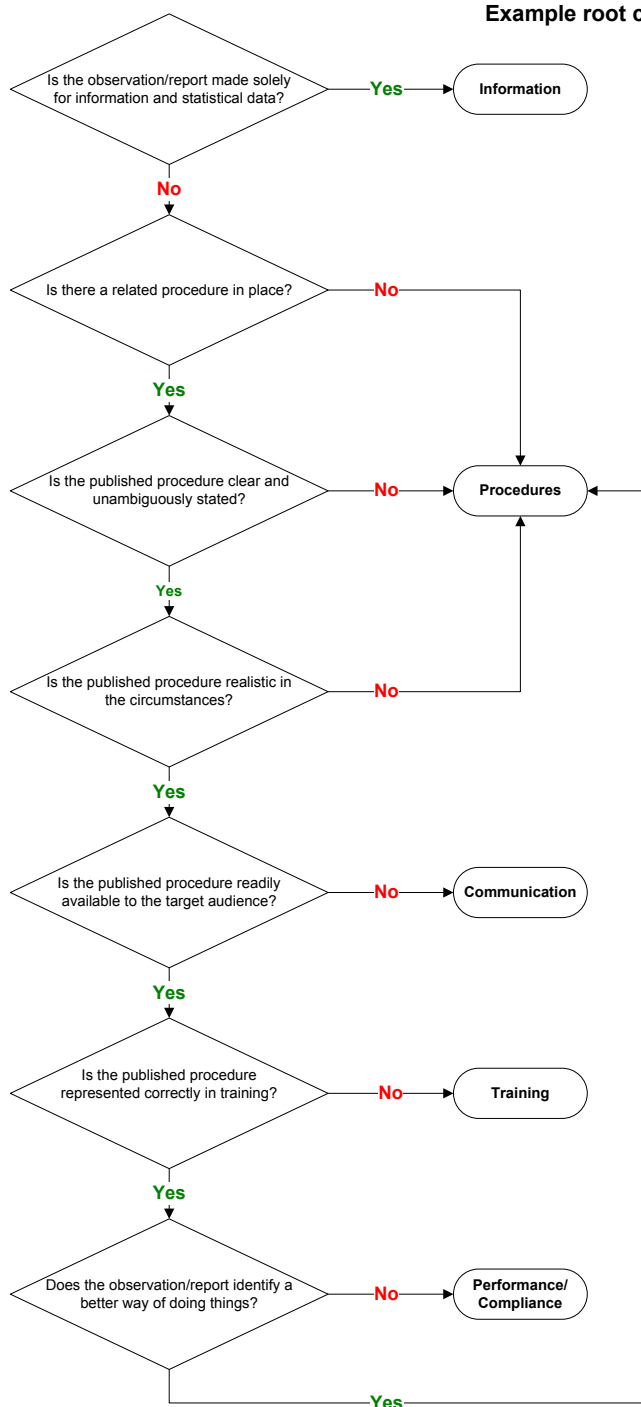 Example root c
Is the observation/report made solely
for information and statistical data?
Yes
Information
No
Is there a related procedure in place?
No
Yes
Is the published procedure clear and
unambiguously stated?
No
Procedures
Yes
Is the published procedure realistic in
the circumstances?
No
Yes
Is the published procedure readily
available to the target audience?
No
Communication
Yes
Is the published procedure
represented correctly in training?
No
Training
Yes
Does the observation/report identify a
better way of doing things?
No
Performance/
Compliance
Yes